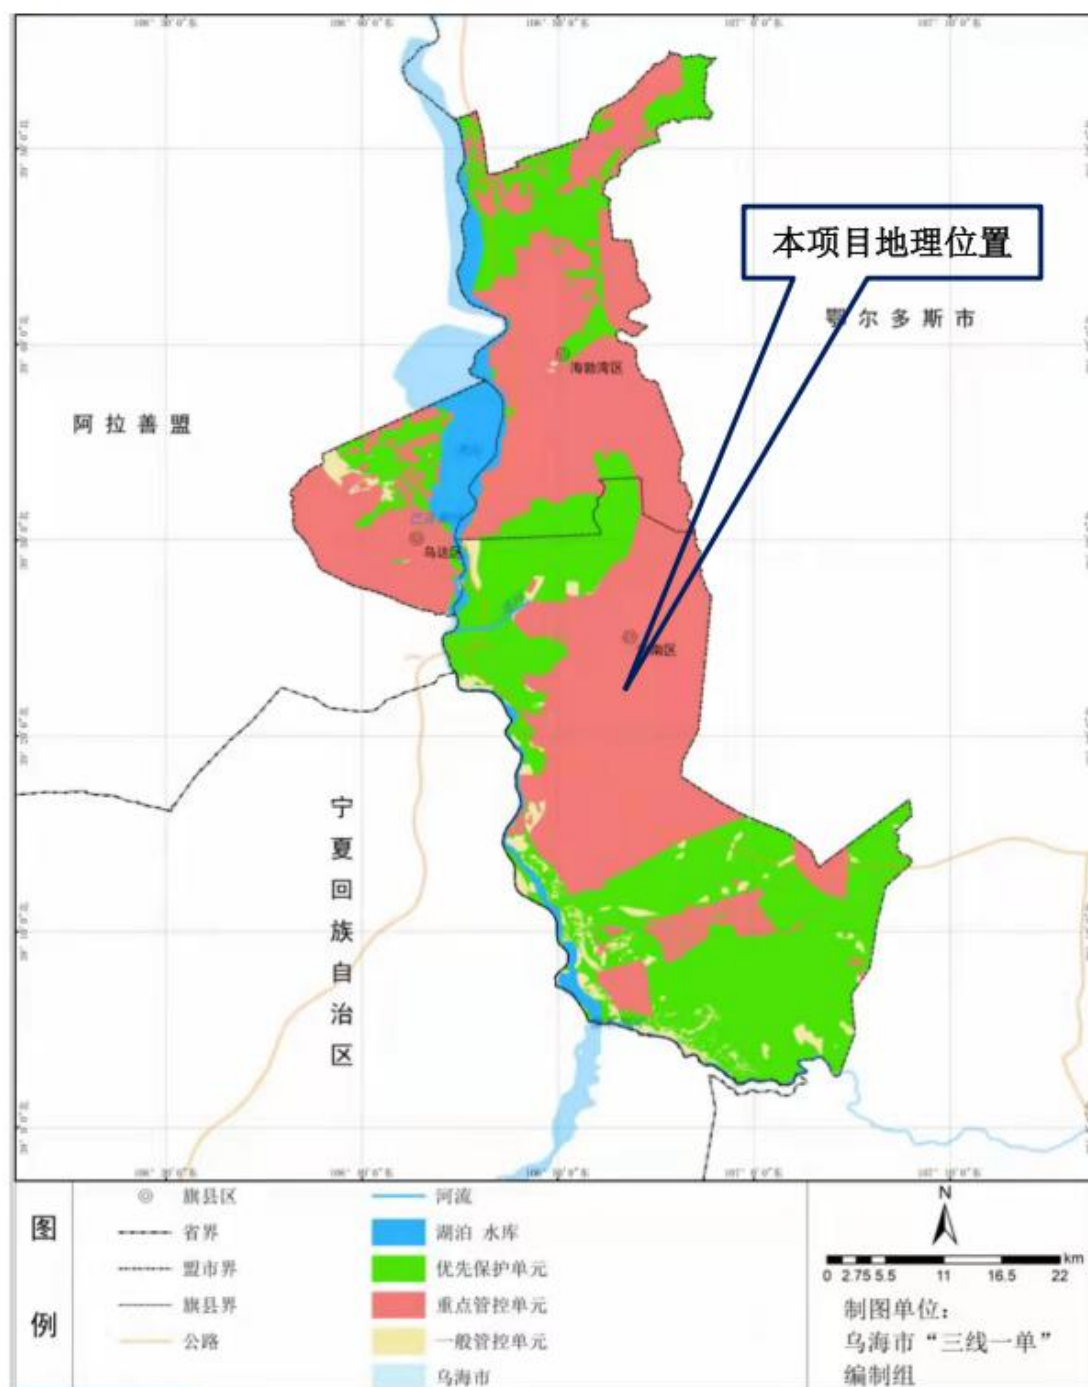 本项目地理位置
鄂尔多斯市
阿拉善盟
海勃湾区
乌达区
南区
宁夏回族自治区
图例
旗县区
省界
盟市界
旗县界
公路
河流
湖泊 水库
优先保护单元
重点管控单元
一般管控单元
乌海市
N
km
0 2.75 5.5 11 16.5 22
制图单位：
乌海市“三线一单”
编制组